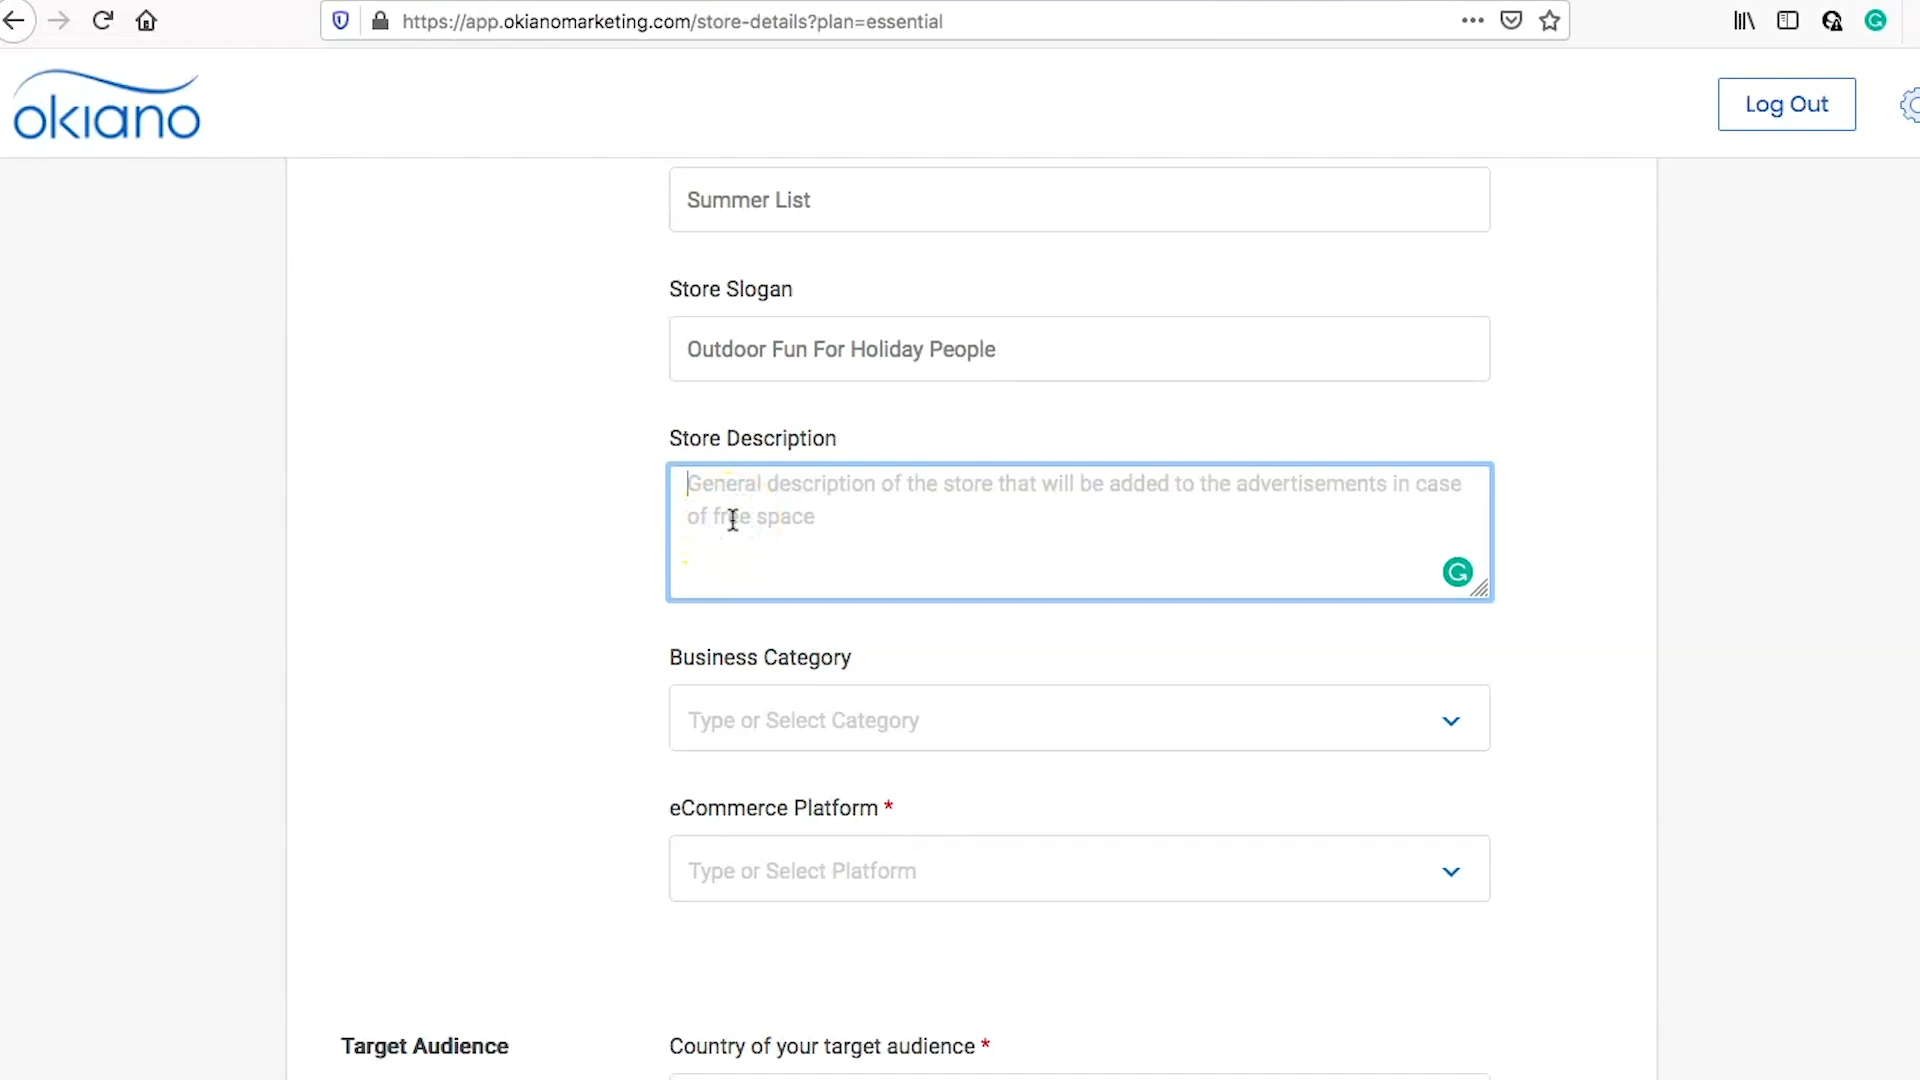 https://app.okianomarketing.com/store-details?plan=essential
okiano
Log Out
Summer List
Store Slogan
Outdoor Fun For Holiday People
Store Description
General description of the store that will be added to the advertisements in case
of free space
Business Category
Type or Select Category
eCommerce Platform *
Type or Select Platform
Target Audience
Country of your target audience *